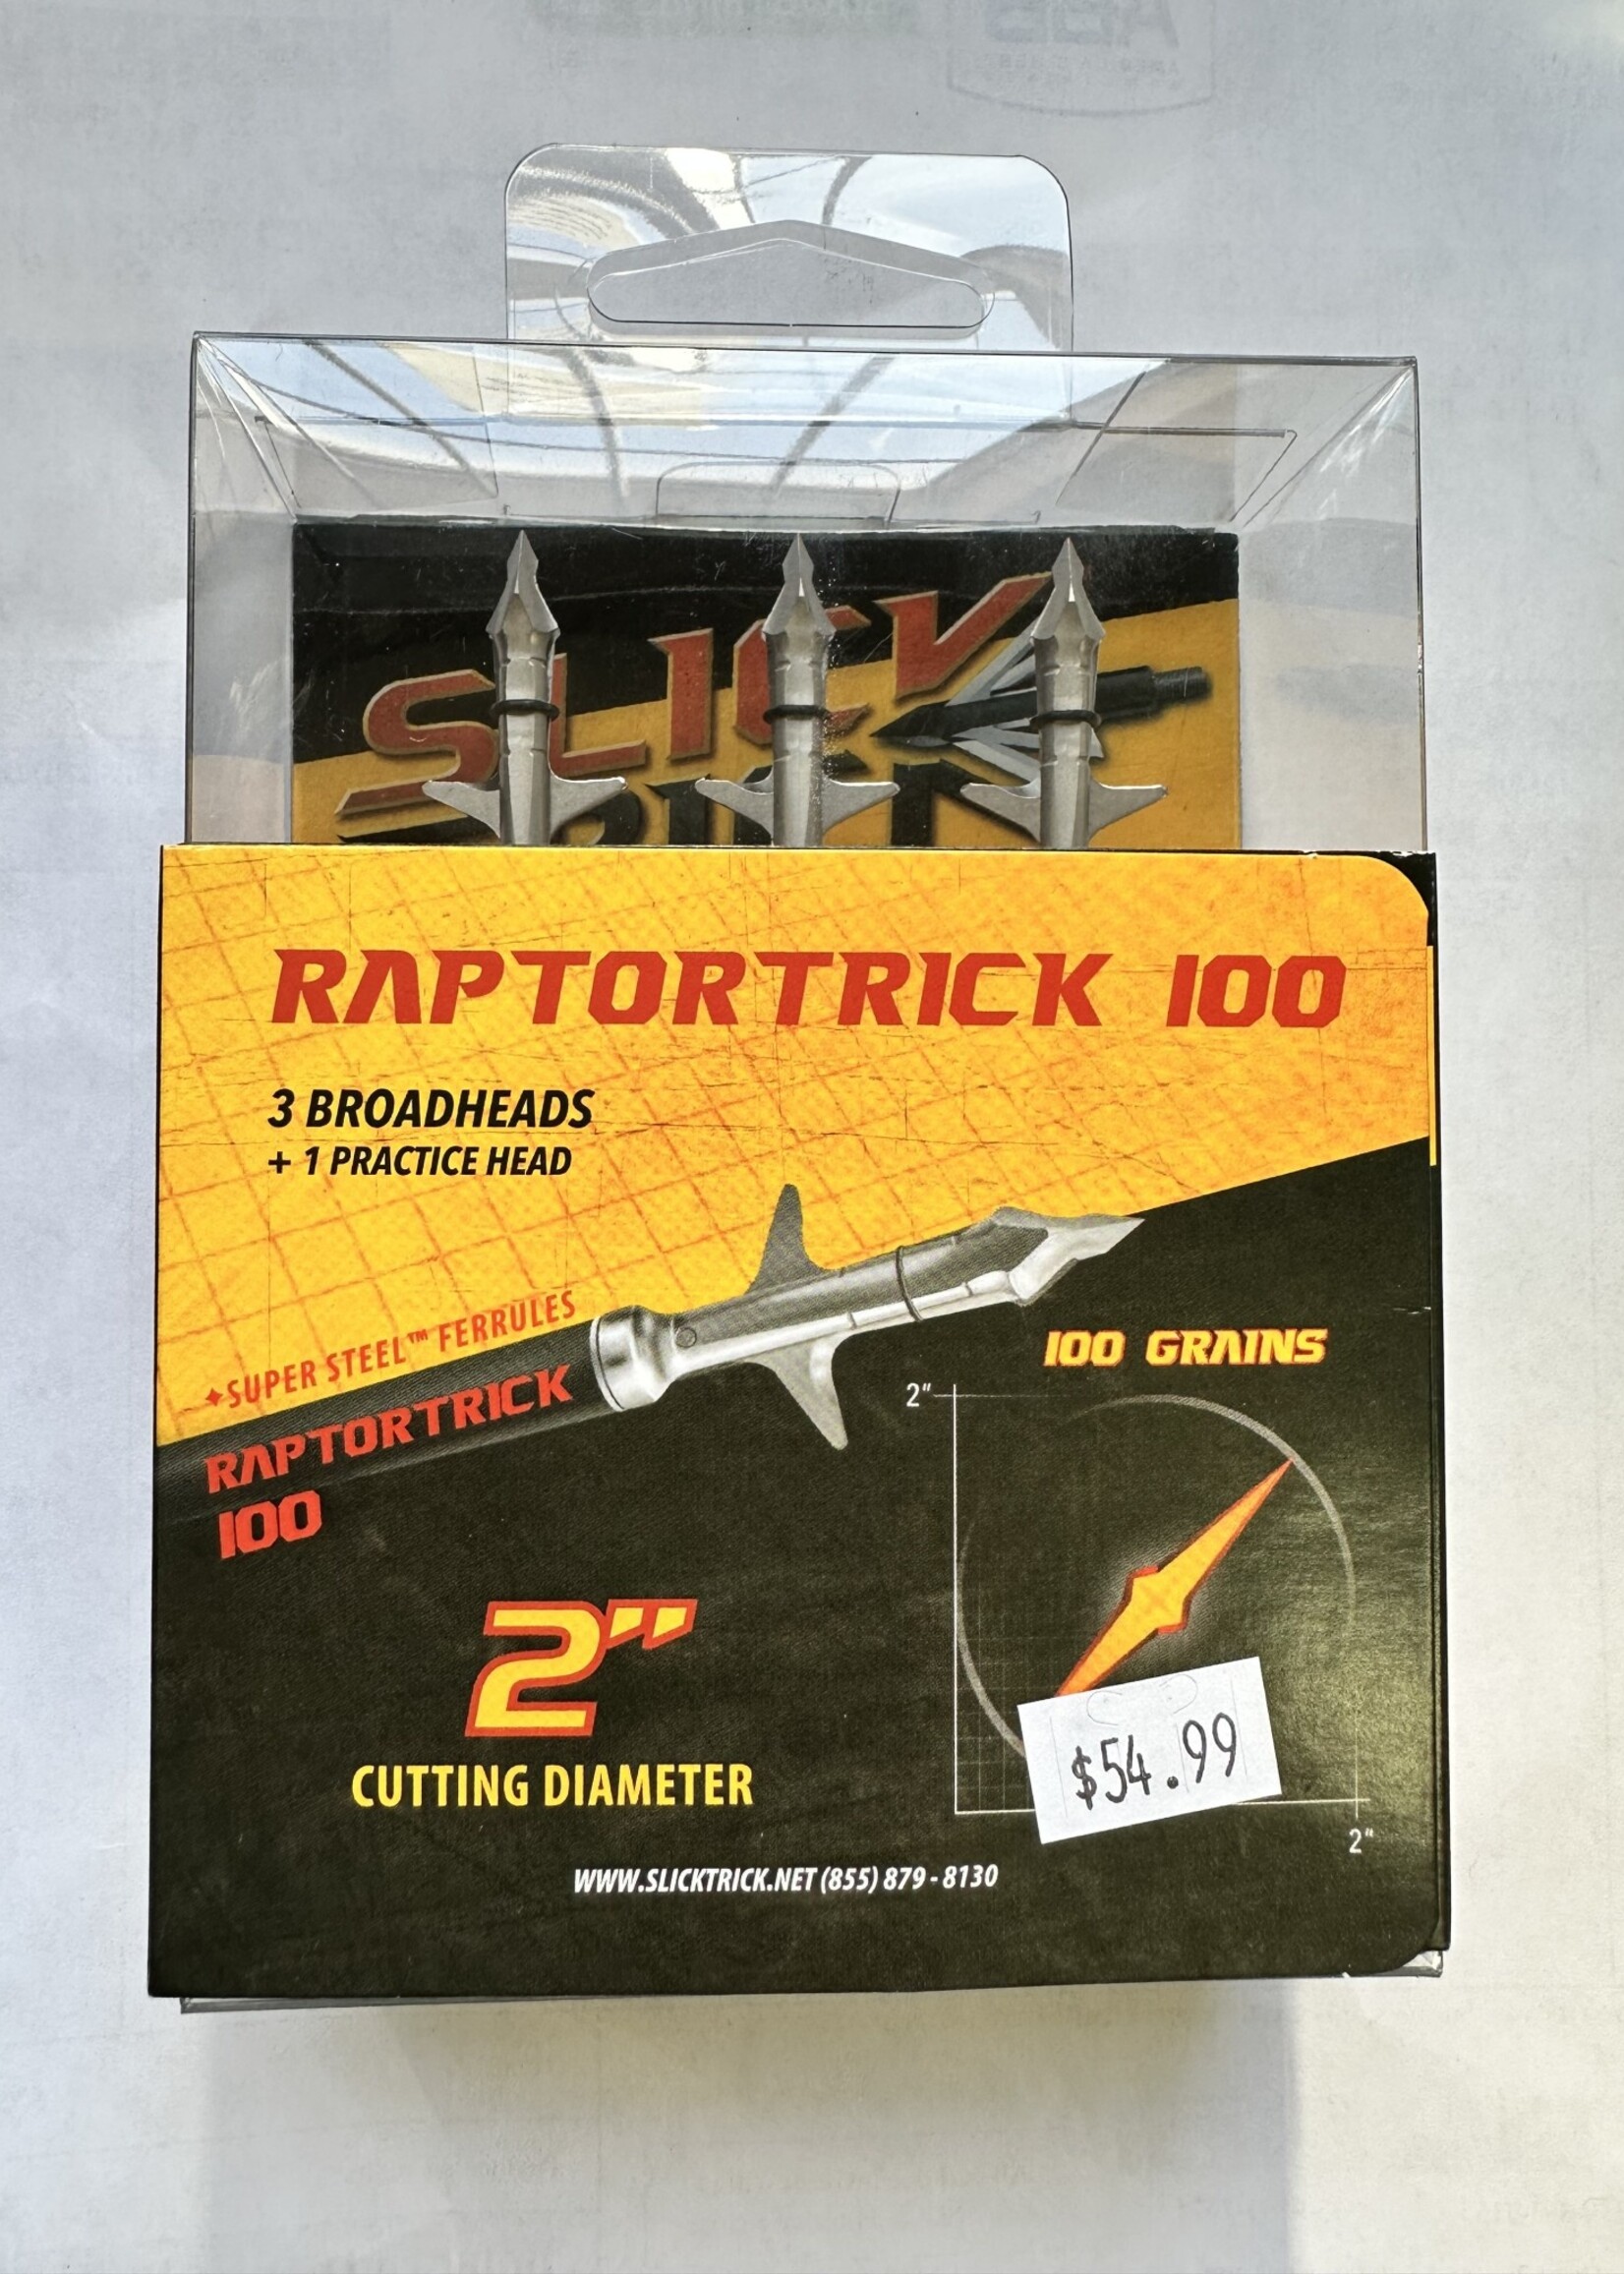 SLICK
RAPTORTRICK 100
3 BROADHEADS
+ 1 PRACTICE HEAD
✦SUPER STEEL™ FERRULES
RAPTORTRICK
100
100 GRAINS
2"
2"
CUTTING DIAMETER
$54.99
2"
WWW.SLICKTRICK.NET (855) 879-8130